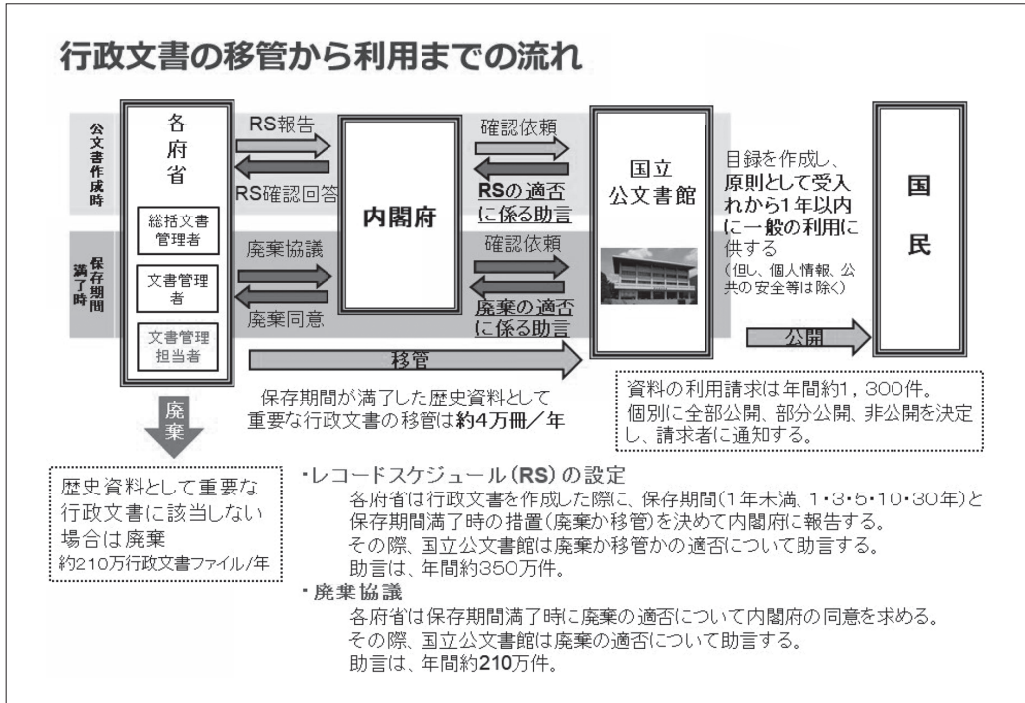 行政文書の移管から利用までの流れ
公文書作成時
保存期間
満了時
各府省
総括文書
管理者
文書管理
者
文書管理
担当者
RS報告
RS確認回答
廃棄協議
廃棄同意
内閣府
確認依頼
RSの適否
に係る助言
確認依頼
廃棄の適否
に係る助言
国立
公文書館
目録を作成し、
原則として受入
れから1年以内
に一般の利用に
供する
(但し、個人情報、公
共の安全等は除く)
国民
公開
移管
保存期間が満了した歴史資料として
重要な行政文書の移管は約4万冊/年
資料の利用請求は年間約1,300件。
個別に全部公開、部分公開、非公開を決定
し、請求者に通知する。
廃棄
歴史資料として重要な
行政文書に該当しない
場合は廃棄
約210万行政文書ファイル/年
・レコードスケジュール(RS)の設定
各府省は行政文書を作成した際に、保存期間(1年未満、1・3・5・10・30年)と
保存期間満了時の措置(廃棄か移管)を決めて内閣府に報告する。
その際、国立公文書館は廃棄か移管かの適否について助言する。
助言は、年間約350万件。
・廃棄協議
各府省は保存期間満了時に廃棄の適否について内閣府の同意を求める。
その際、国立公文書館は廃棄の適否について助言する。
助言は、年間約210万件。